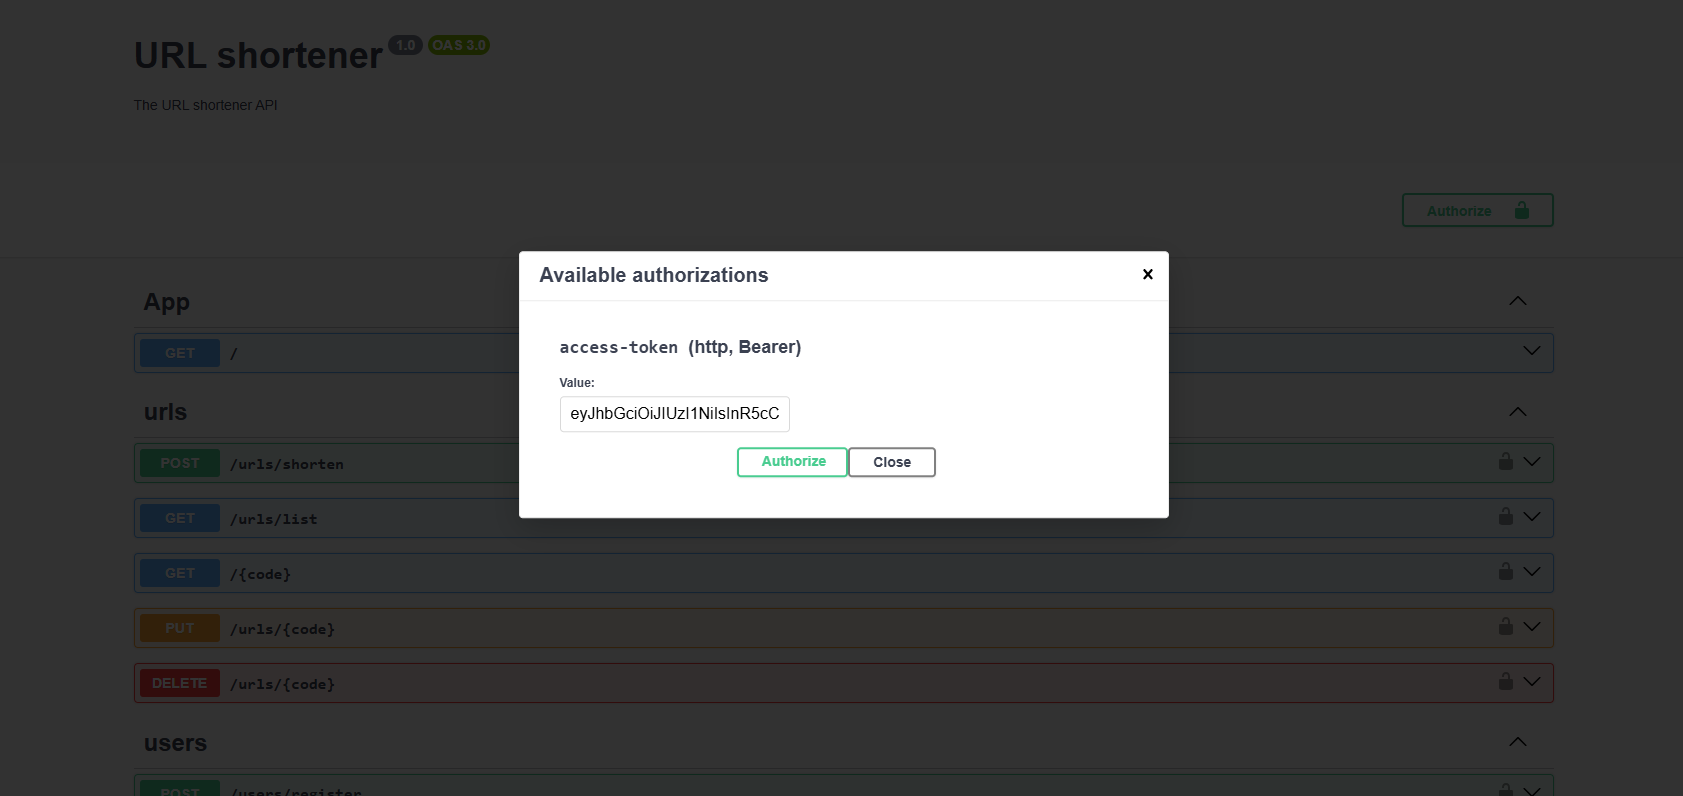 URL shortener 1.0 OAS 3.0
The URL shortener API
Authorize
Available authorizations
access-token (http, Bearer)
Value:
eyJhbGciOiJIUzI1NiIsInR5cC
Authorize Close
App
GET /
urls
POST /urls/shorten
GET /urls/list
GET /{code}
PUT /urls/{code}
DELETE /urls/{code}
users
POST /users/register